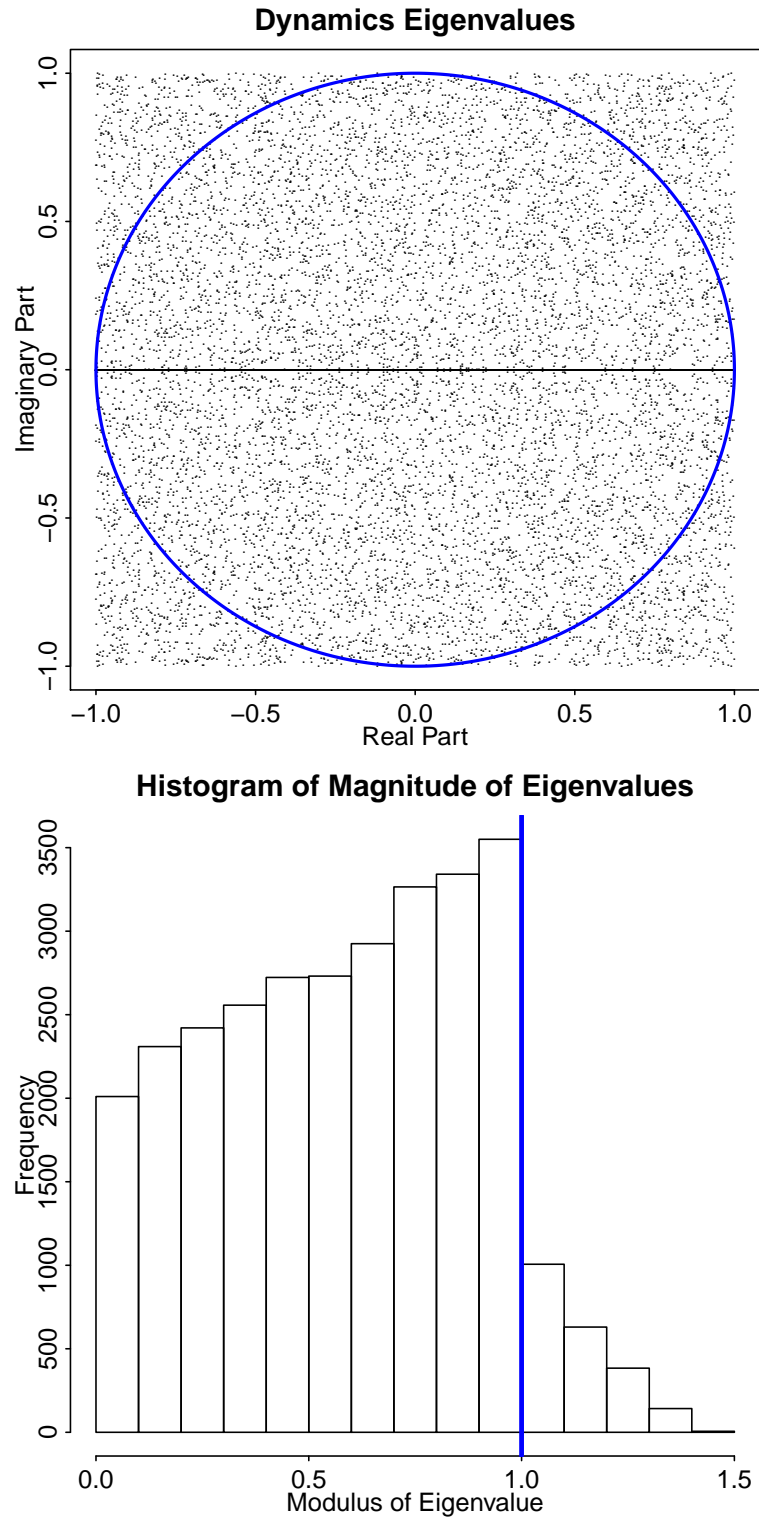 Dynamics Eigenvalues
1.0
0.5
0.0
−0.5
−1.0
Imaginary Part
−1.0 −0.5 0.0 0.5 1.0
Real Part
Histogram of Magnitude of Eigenvalues
3500
3000
2500
2000
1500
1000
500
0
Frequency
0.0 0.5 1.0 1.5
Modulus of Eigenvalue